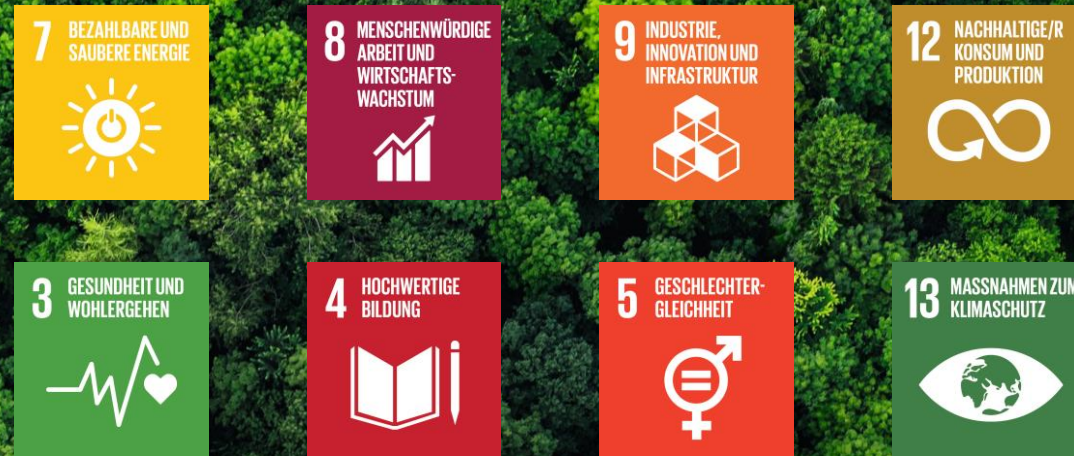 7 BEZAHLBARE UND
SAUBERE ENERGIE
8 MENSCHENWÜRDIGE
ARBEIT UND
WIRTSCHAFTS-
WACHSTUM
9 INDUSTRIE,
INNOVATION UND
INFRASTRUKTUR
12 NACHHALTIGE/R
KONSUM UND
PRODUKTION
3 GESUNDHEIT UND
WOHLERGEHEN
4 HOCHWERTIGE
BILDUNG
5 GESCHLECHTER-
GLEICHHEIT
13 MASSNAHMEN ZUM
KLIMASCHUTZ